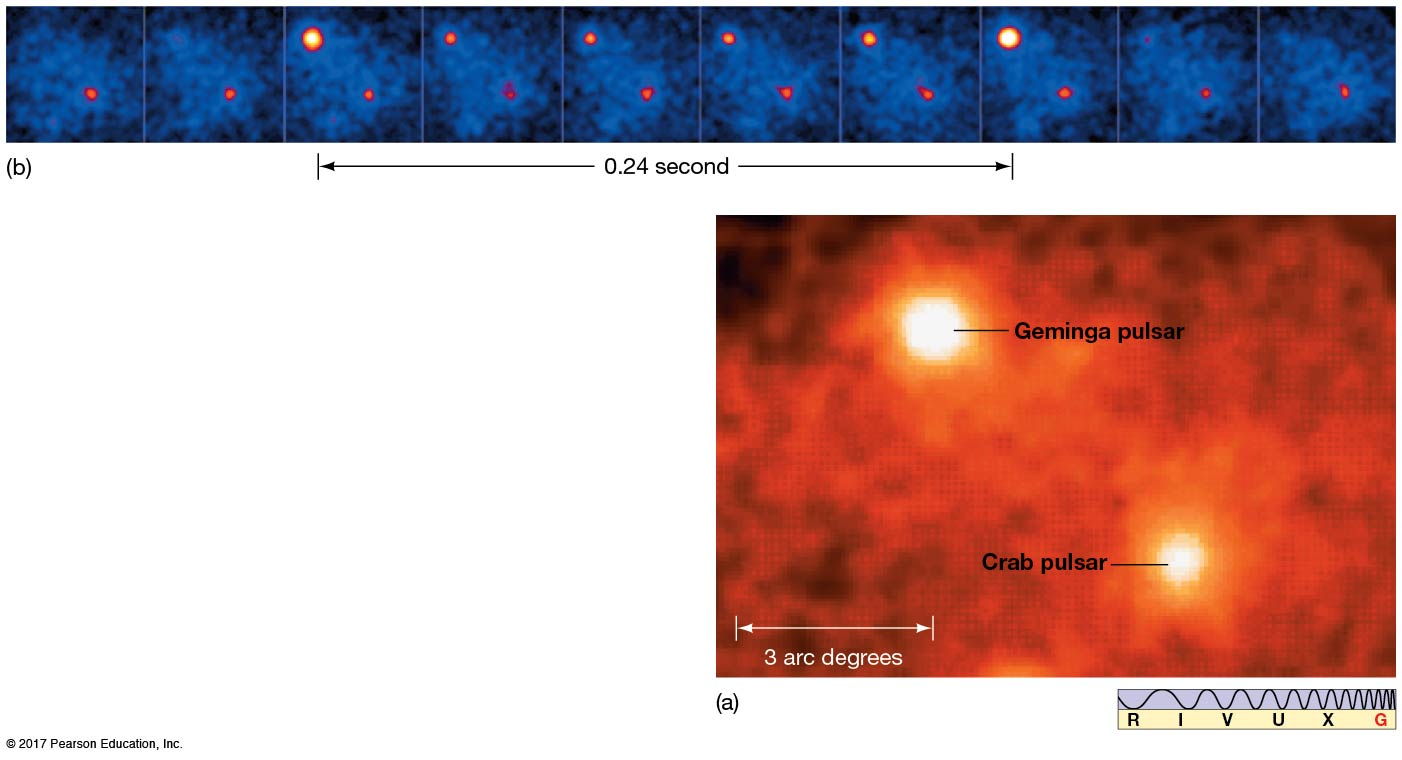 (b)
0.24 second
Geminga pulsar
Crab pulsar
3 arc degrees
(a)
R I V U X G
© 2017 Pearson Education, Inc.